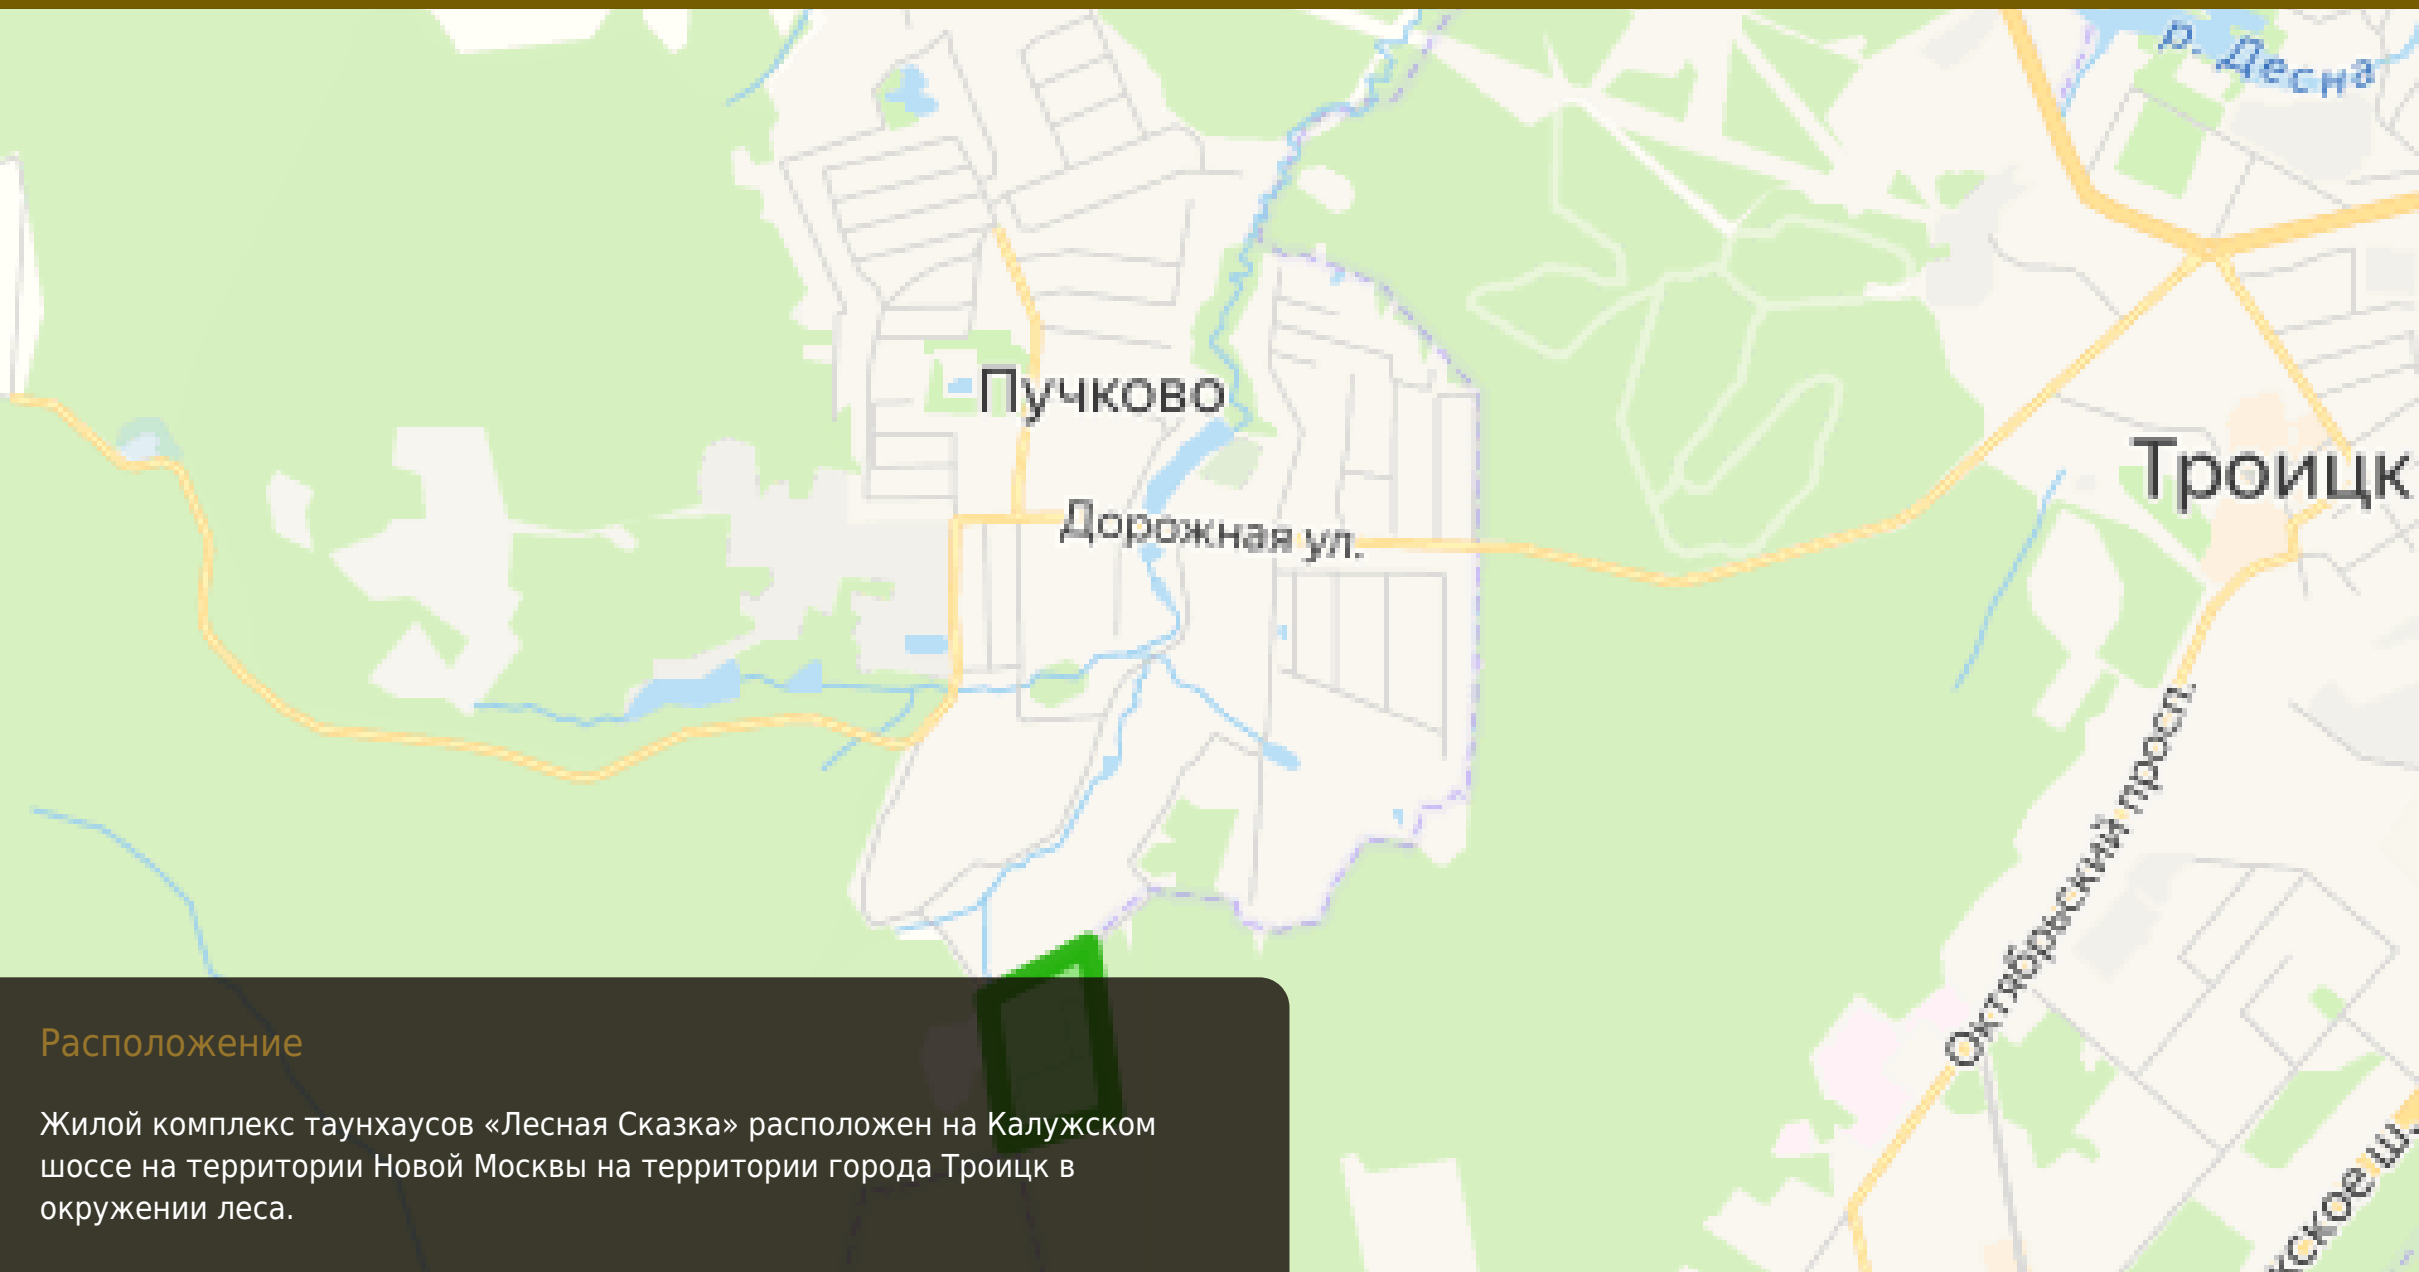 р. Десна
Пучково
Троицк
Дорожная ул.
Октябрьский просп.
ское ш.
Расположение
Жилой комплекс таунхаусов «Лесная Сказка» расположен на Калужском
шоссе на территории Новой Москвы на территории города Троицк в
окружении леса.